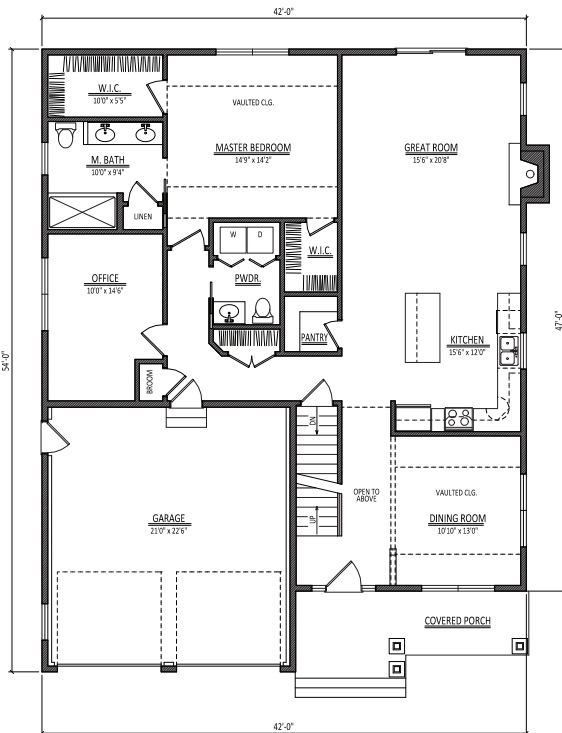 42'-0"
W.I.C.
10'0" x 5'5"
VAULTED CLG.
MASTER BEDROOM
14'9" x 14'2"
GREAT ROOM
15'6" x 20'8"
M. BATH
10'0" x 9'4"
LINEN
W D
W.I.C.
PWDR.
OFFICE
10'0" x 14'6"
PANTRY
KITCHEN
15'6" x 12'0"
47'-0"
54'-0"
BROOM
DN
OPEN TO
ABOVE
VAULTED CLG.
DINING ROOM
10'10" x 13'0"
UP
GARAGE
21'0" x 22'6"
COVERED PORCH
42'-0"